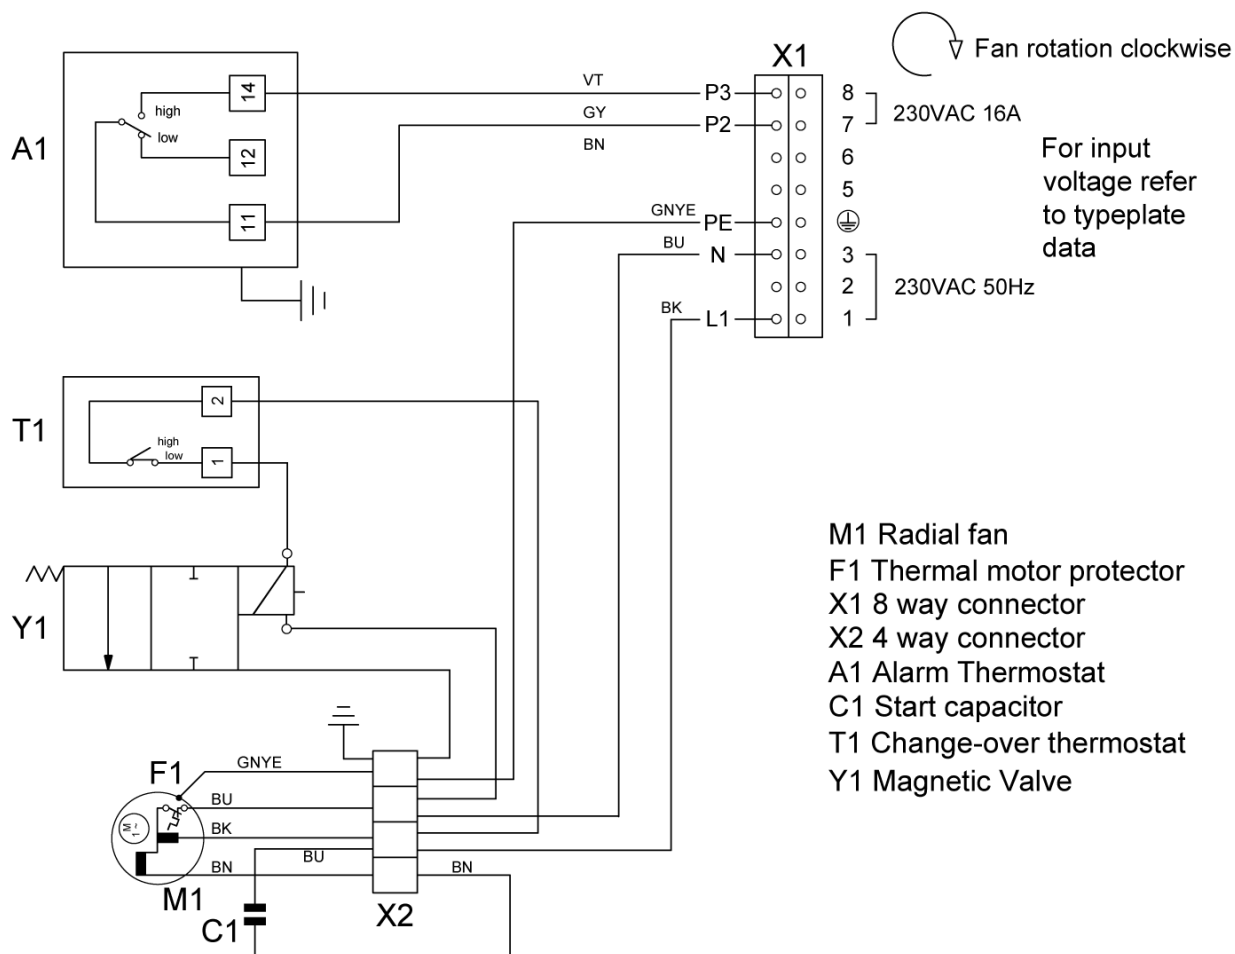 X1
Fan rotation clockwise
VT
P3
8
230VAC 16A
GY
P2
7
BN
6
5
For input
voltage refer
to typeplate
data
GNYE
PE
BU
N
3
2
230VAC 50Hz
BK
L1
1
A1
14
high
low
12
11
T1
2
high
low
1
Y1
M1 Radial fan
F1 Thermal motor protector
X1 8 way connector
X2 4 way connector
A1 Alarm Thermostat
C1 Start capacitor
T1 Change-over thermostat
Y1 Magnetic Valve
F1
GNYE
BU
M
1~
BK
BU
BN
BN
M1
C1
X2